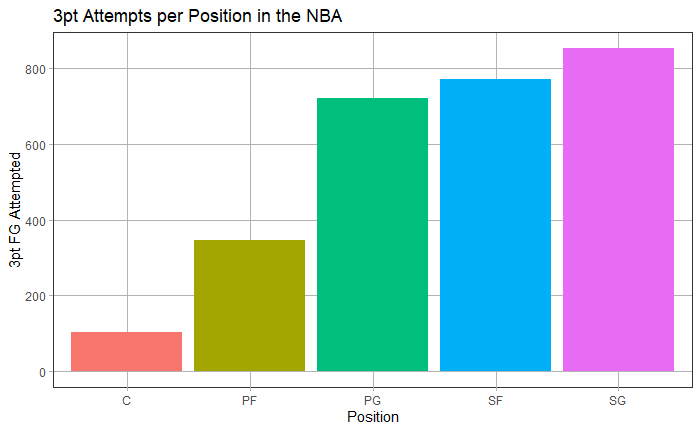 3pt Attempts per Position in the NBA
3pt FG Attempted
800
600
400
200
0
C PF PG SF SG
Position